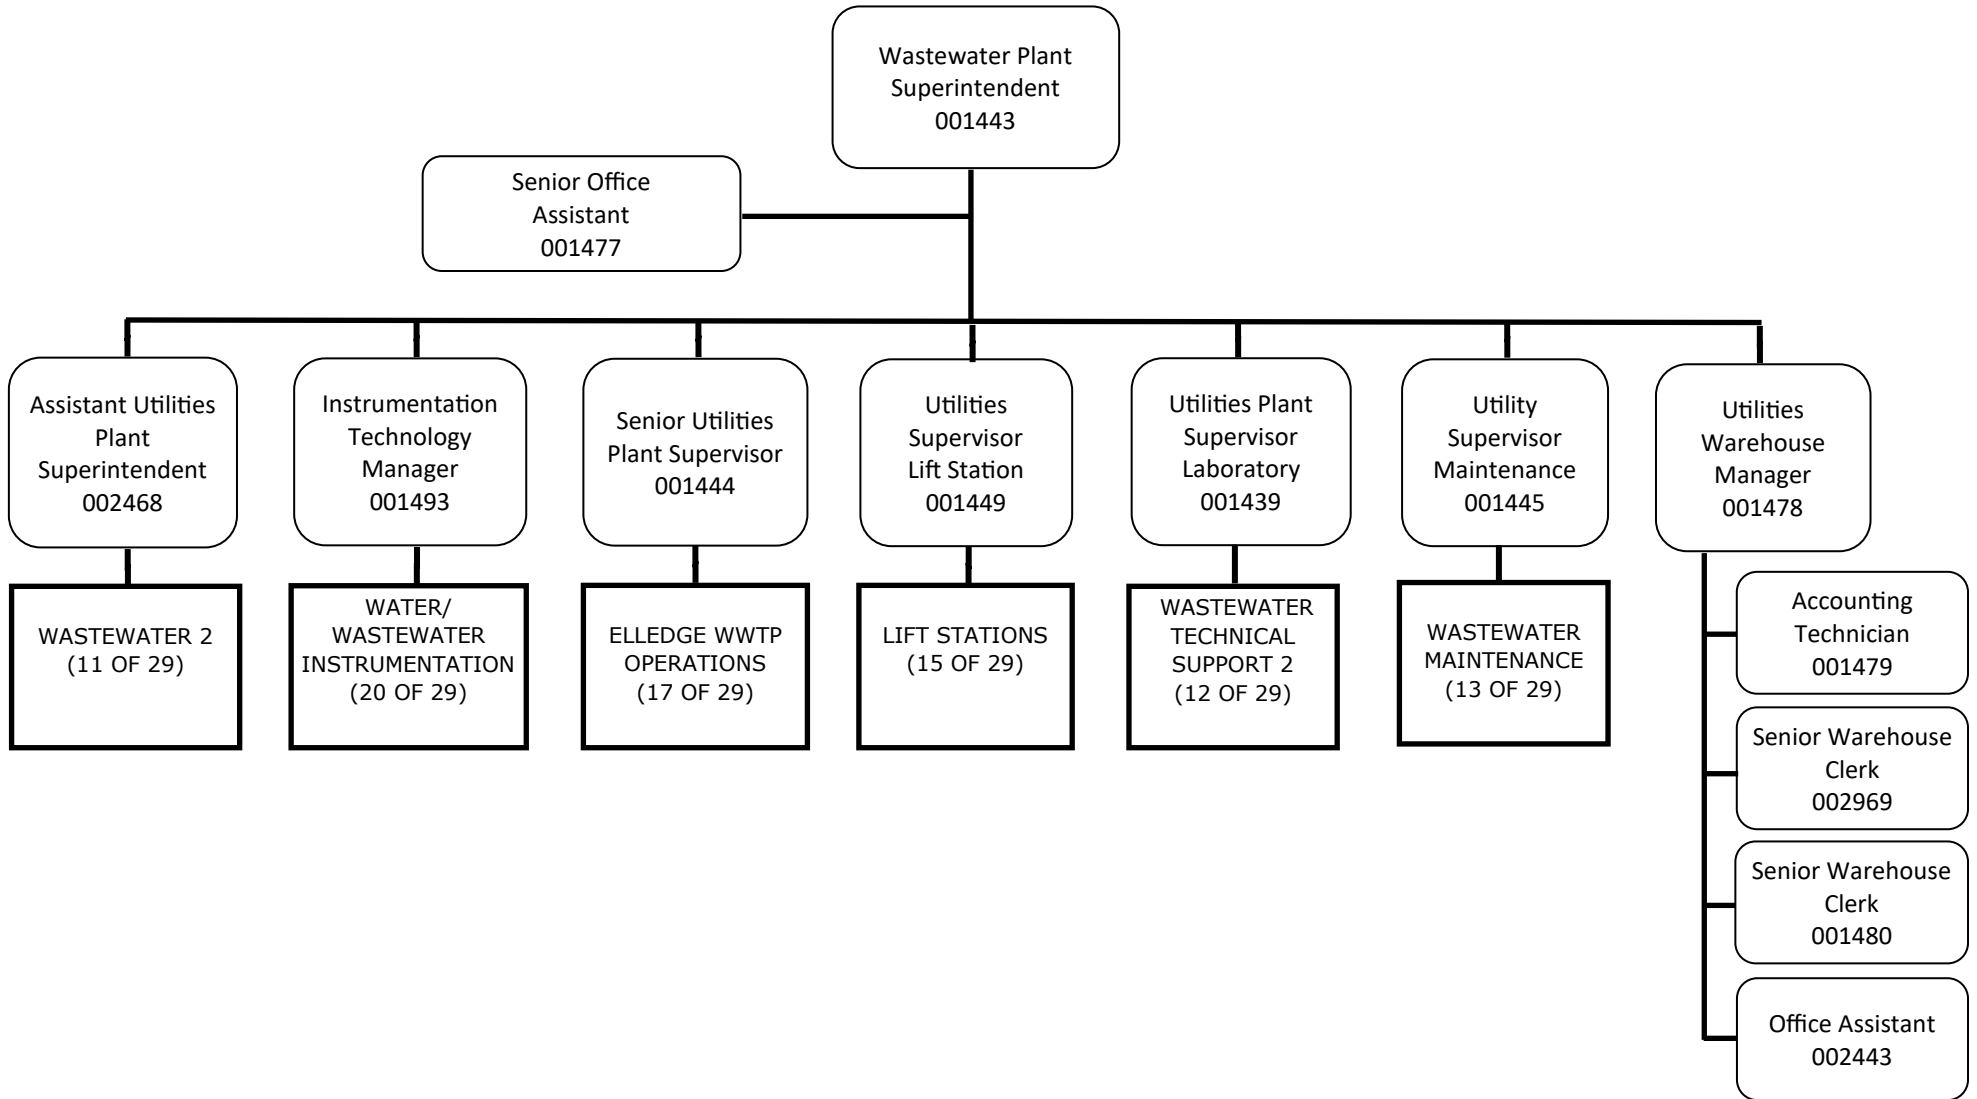 Wastewater Plant
Superintendent
001443
Senior Office
Assistant
001477
Assistant Utilities
Plant
Superintendent
002468
Instrumentation
Technology
Manager
001493
Senior Utilities
Plant Supervisor
001444
Utilities
Supervisor
Lift Station
001449
Utilities Plant
Supervisor
Laboratory
001439
Utility
Supervisor
Maintenance
001445
Utilities
Warehouse
Manager
001478
WASTEWATER 2
(11 OF 29)
WATER/
WASTEWATER
INSTRUMENTATION
(20 OF 29)
ELLEDGE WWTP
OPERATIONS
(17 OF 29)
LIFT STATIONS
(15 OF 29)
WASTEWATER
TECHNICAL
SUPPORT 2
(12 OF 29)
WASTEWATER
MAINTENANCE
(13 OF 29)
Accounting
Technician
001479
Senior Warehouse
Clerk
002969
Senior Warehouse
Clerk
001480
Office Assistant
002443